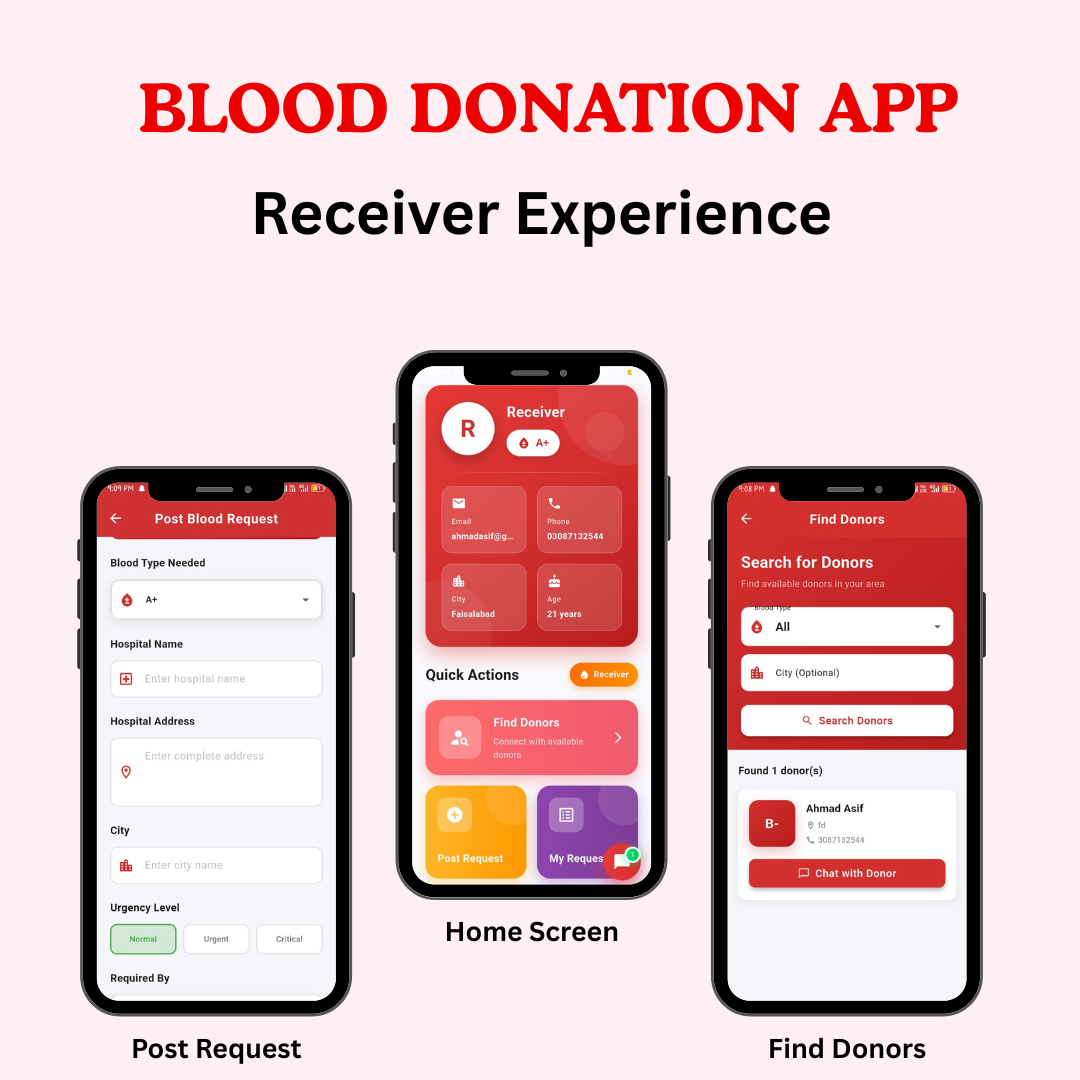 BLOOD DONATION APP
Receiver Experience
9:09 PM
Post Blood Request
Blood Type Needed
A+
Hospital Name
Enter hospital name
Hospital Address
Enter complete address
City
Enter city name
Urgency Level
Normal
Urgent
Critical
Required By
Post Request
R
Receiver
A+
Email
ahmadasif@g...
Phone
03087132544
City
Faisalabad
Age
21 years
Quick Actions
Receiver
Find Donors
Connect with available
donors
Post Request
My Reques
1
Home Screen
9:08 PM
Find Donors
Search for Donors
Find available donors in your area
Blood Type
All
City (Optional)
Search Donors
Found 1 donor(s)
B-
Ahmad Asif
fd
3087132544
Chat with Donor
Find Donors